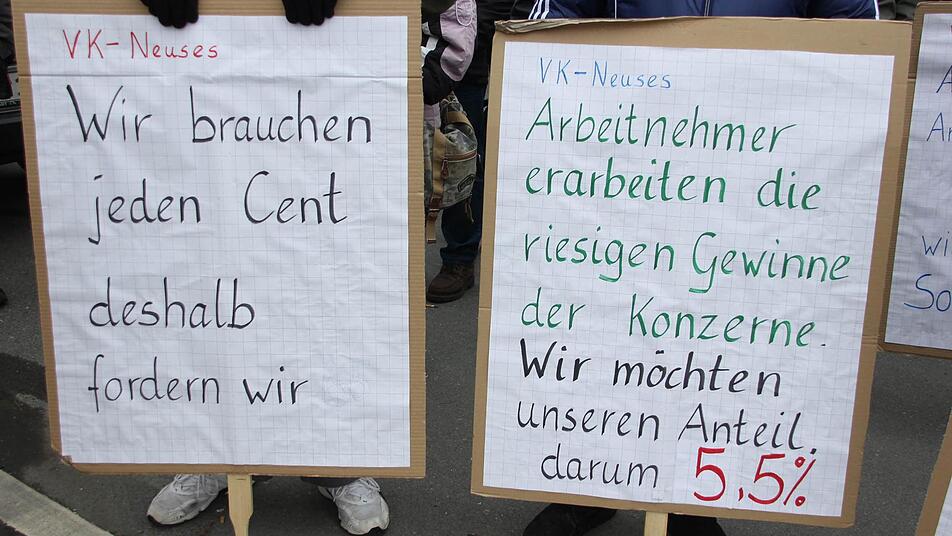 VK-Neuses
Wir brauchen
jeden Cent
deshalb
fordern wir
VK-Neuses
Arbeitnehmer
erarbeiten die
riesigen Gewinne
der Konzerne.
Wir möchten
unseren Anteil,
darum 5,5%